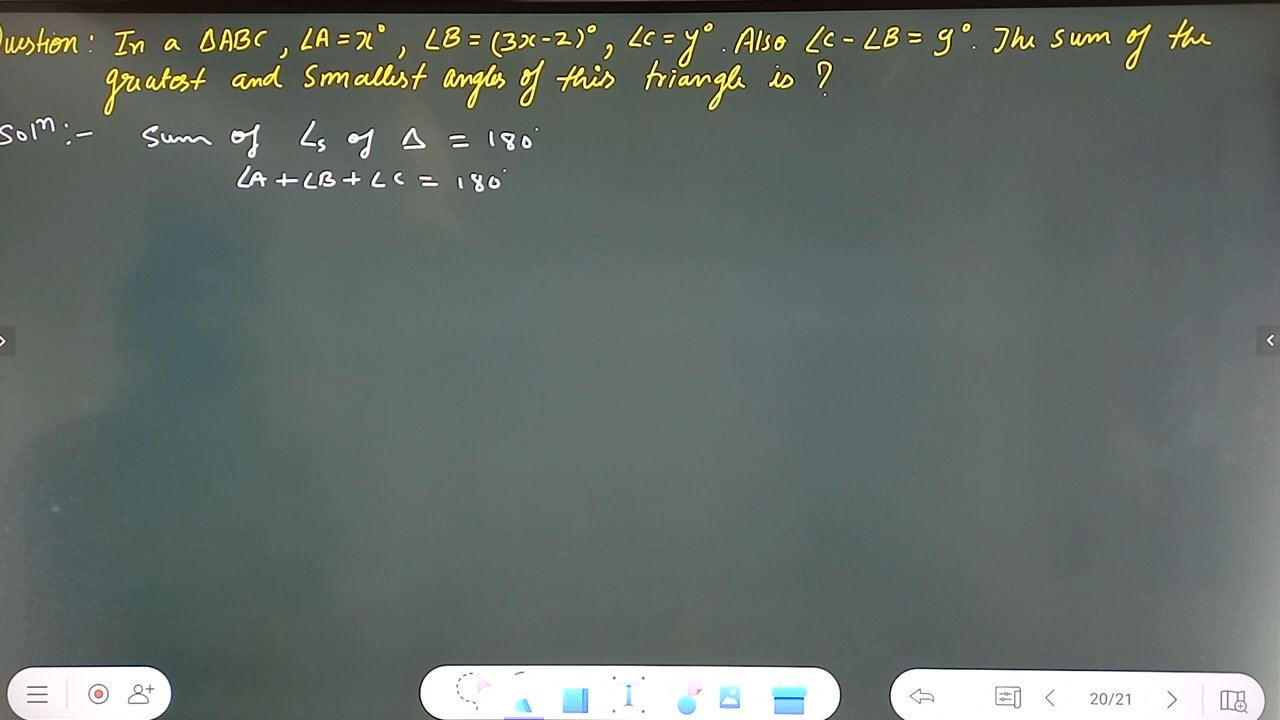 uestion: In a ΔABC, ∠A = x°, ∠B = (3x-2)°, ∠C = y°. Also ∠C - ∠B = 9°. The sum of the
greatest and smallest angles of this triangle is ?
Solⁿ:- Sum of ∠s of Δ = 180°
∠A + ∠B + ∠C = 180°
20/21